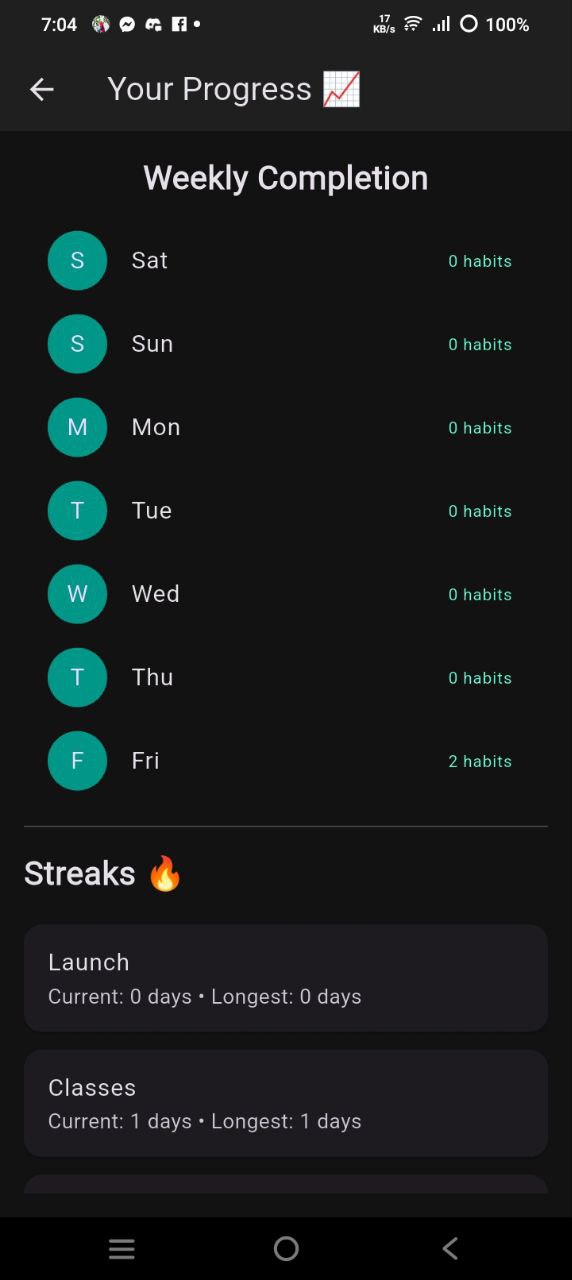 7:04
17
KB/s
100%
Your Progress 📈
Weekly Completion
S Sat 0 habits
S Sun 0 habits
M Mon 0 habits
T Tue 0 habits
W Wed 0 habits
T Thu 0 habits
F Fri 2 habits
Streaks 🔥
Launch
Current: 0 days • Longest: 0 days
Classes
Current: 1 days • Longest: 1 days